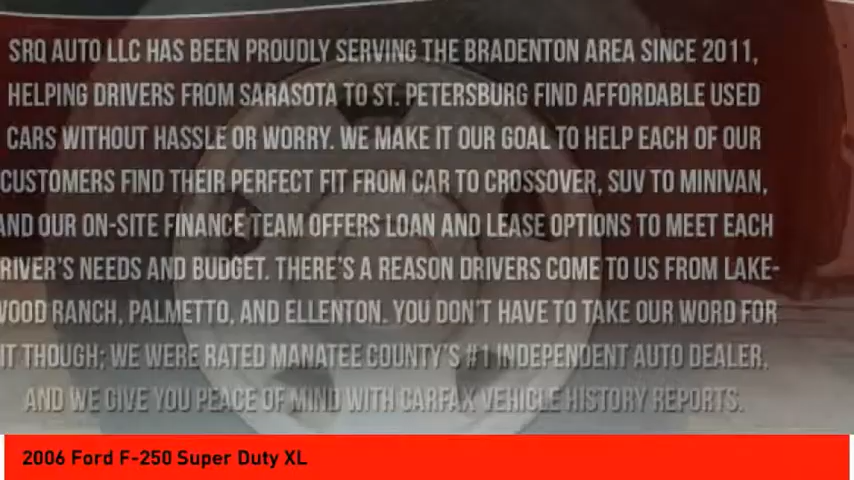 SRQ AUTO LLC HAS BEEN PROUDLY SERVING THE BRADENTON AREA SINCE 2011,
HELPING DRIVERS FROM SARASOTA TO ST. PETERSBURG FIND AFFORDABLE USED
CARS WITHOUT HASSLE OR WORRY. WE MAKE IT OUR GOAL TO HELP EACH OF OUR
CUSTOMERS FIND THEIR PERFECT FIT FROM CAR TO CROSSOVER, SUV TO MINIVAN,
AND OUR ON-SITE FINANCE TEAM OFFERS LOAN AND LEASE OPTIONS TO MEET EACH
RIVER'S NEEDS AND BUDGET. THERE'S A REASON DRIVERS COME TO US FROM LAKE-
WOOD RANCH, PALMETTO, AND ELLENTON. YOU DON'T HAVE TO TAKE OUR WORD FOR
IT THOUGH; WE WERE RATED MANATEE COUNTY'S #1 INDEPENDENT AUTO DEALER,
AND WE GIVE YOU PEACE OF MIND WITH CARFAX VEHICLE HISTORY REPORTS.
2006 Ford F-250 Super Duty XL